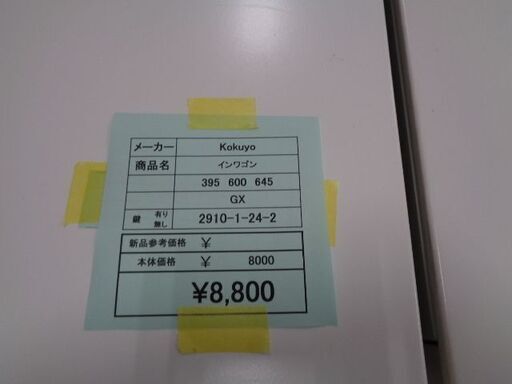 メーカー Kokuyo
商品名 インワゴン
395 600 645
GX
鍵 有り 無し 2910-1-24-2
新品参考価格 ¥
本体価格 ¥ 8000
¥8,800